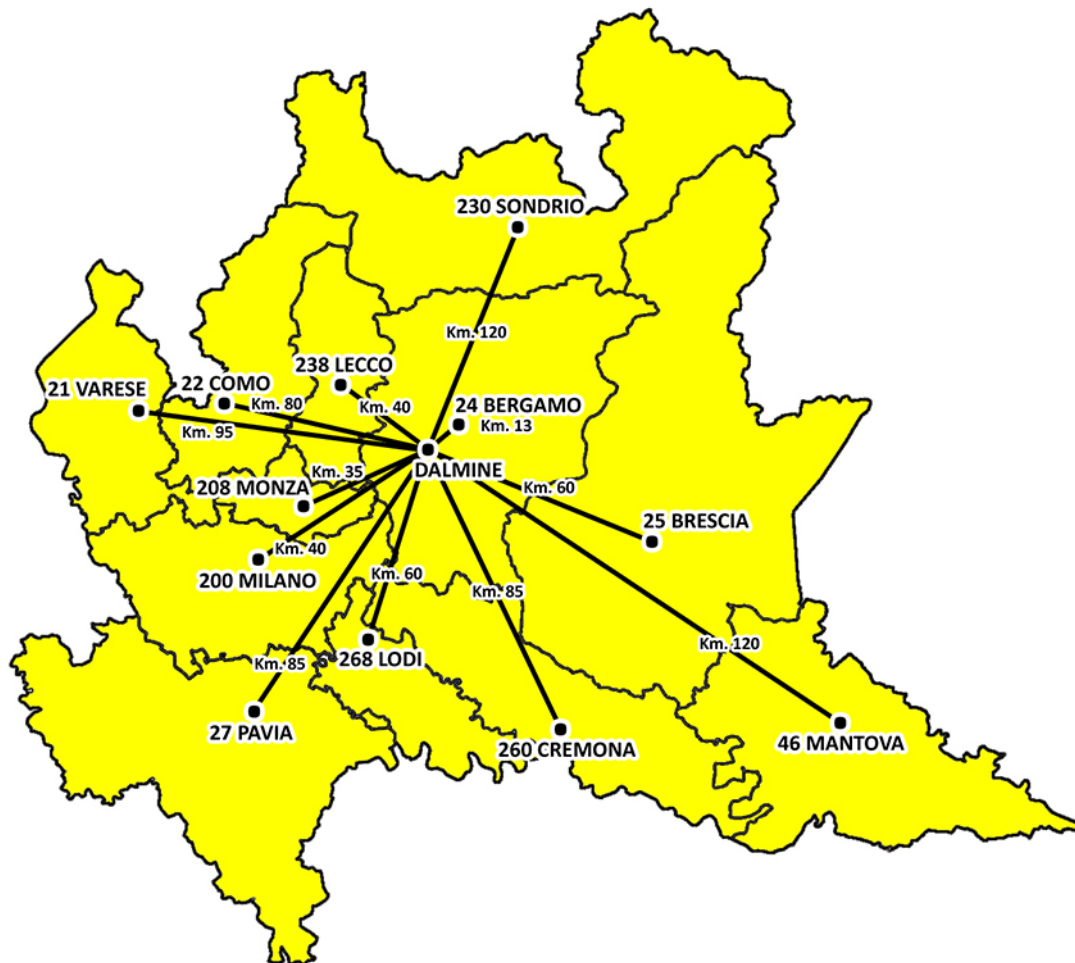 230 SONDRIO
Km. 120
238 LECCO
22 COMO
21 VARESE
Km. 80
Km. 40
24 BERGAMO
Km. 13
Km. 95
DALMINE
Km. 35
208 MONZA
Km. 60
25 BRESCIA
Km. 40
200 MILANO
Km. 60
Km. 85
268 LODI
Km. 85
Km. 120
27 PAVIA
260 CREMONA
46 MANTOVA